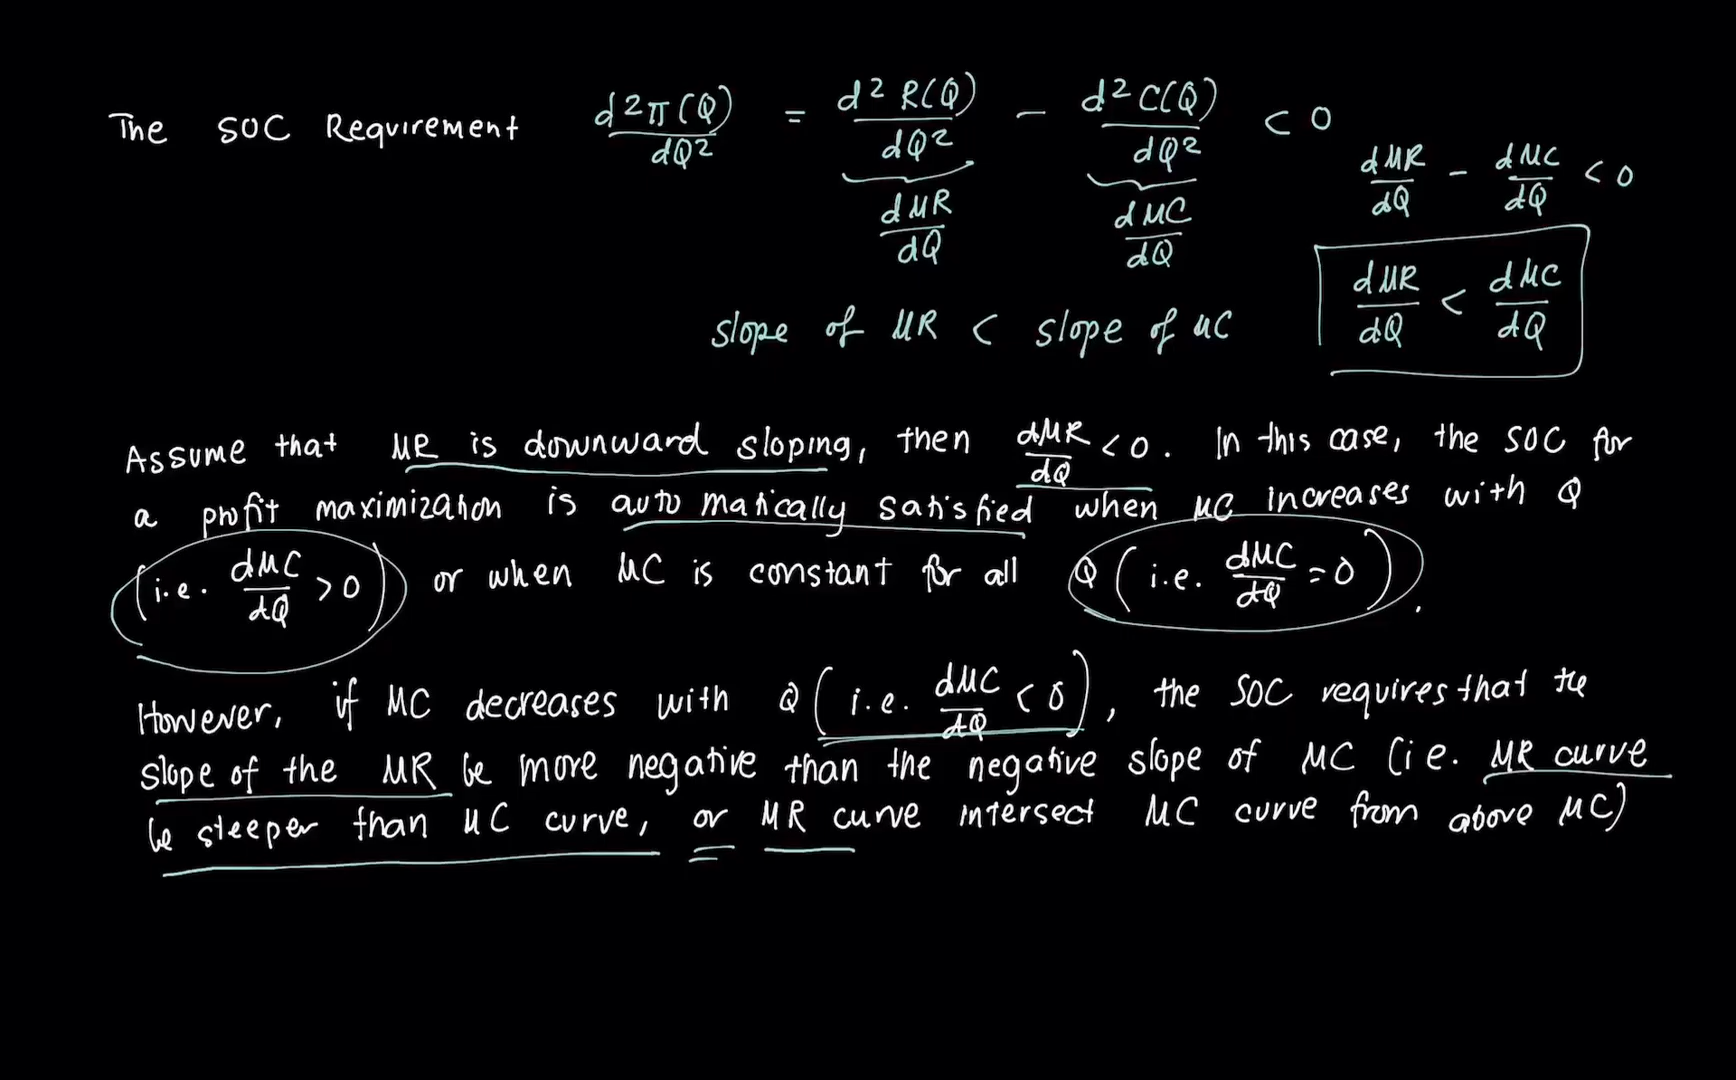 The SOC Requirement d²π(Q)/dQ² = d²R(Q)/dQ² - d²C(Q)/dQ² < 0
dMR/dQ dMC/dQ
dMR/dQ - dMC/dQ < 0
slope of MR < slope of MC
dMR/dQ < dMC/dQ
Assume that MR is downward sloping, then dMR/dQ < 0. In this case, the SOC for
a profit maximization is automatically satisfied when MC increases with Q
(i.e. dMC/dQ > 0) or when MC is constant for all Q (i.e. dMC/dQ = 0).
However, if MC decreases with Q (i.e. dMC/dQ < 0), the SOC requires that the
slope of the MR be more negative than the negative slope of MC (ie. MR curve
be steeper than MC curve, or MR curve intersect MC curve from above MC)